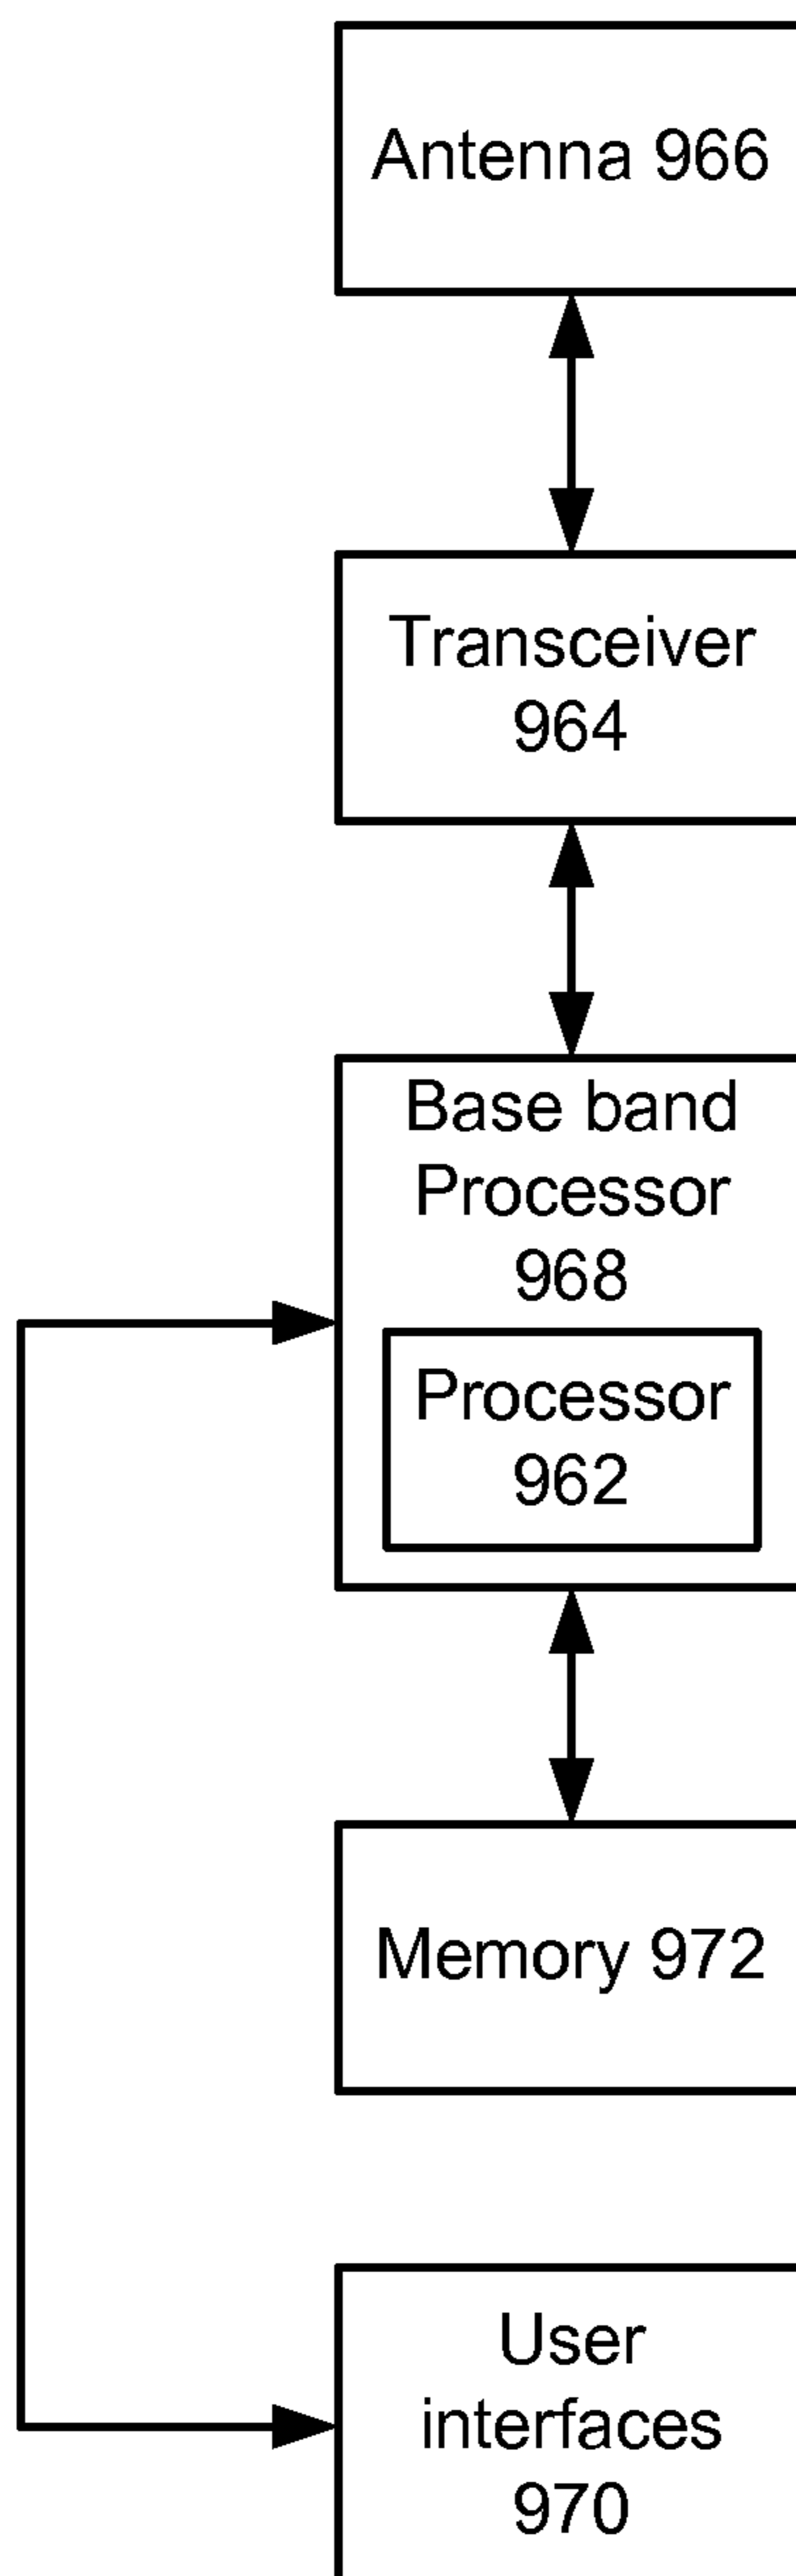 Antenna 966
Transceiver
964
Base band
Processor
968
Processor
962
Memory 972
User
interfaces
970